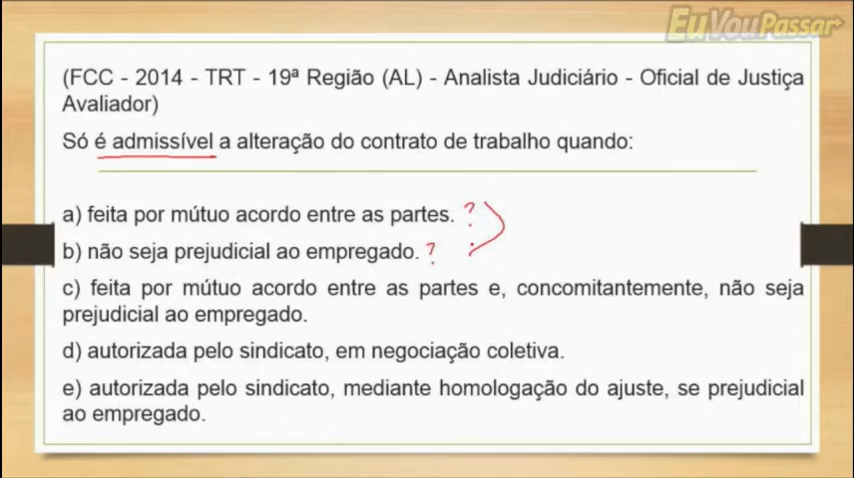 EuVouPassar
(FCC - 2014 - TRT - 19ª Região (AL) - Analista Judiciário - Oficial de Justiça
Avaliador)
Só é admissível a alteração do contrato de trabalho quando:
a) feita por mútuo acordo entre as partes. ?
b) não seja prejudicial ao empregado. ?
c) feita por mútuo acordo entre as partes e, concomitantemente, não seja
prejudicial ao empregado.
d) autorizada pelo sindicato, em negociação coletiva.
e) autorizada pelo sindicato, mediante homologação do ajuste, se prejudicial
ao empregado.